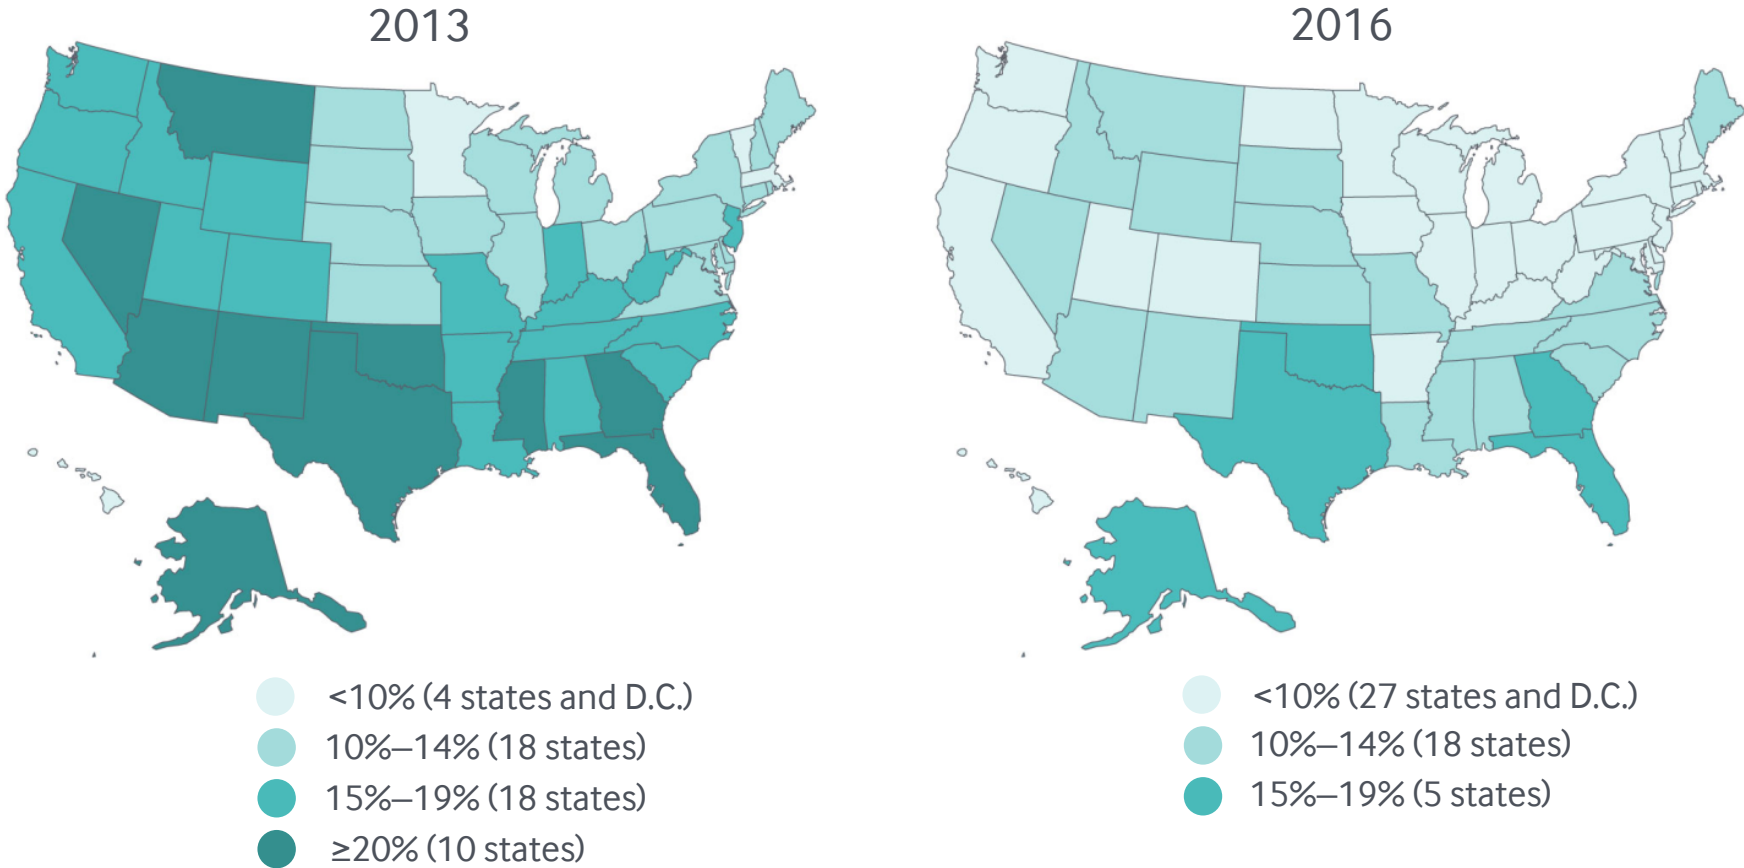 2013
2016
<10% (4 states and D.C.)
10%–14% (18 states)
15%–19% (18 states)
≥20% (10 states)
<10% (27 states and D.C.)
10%–14% (18 states)
15%–19% (5 states)